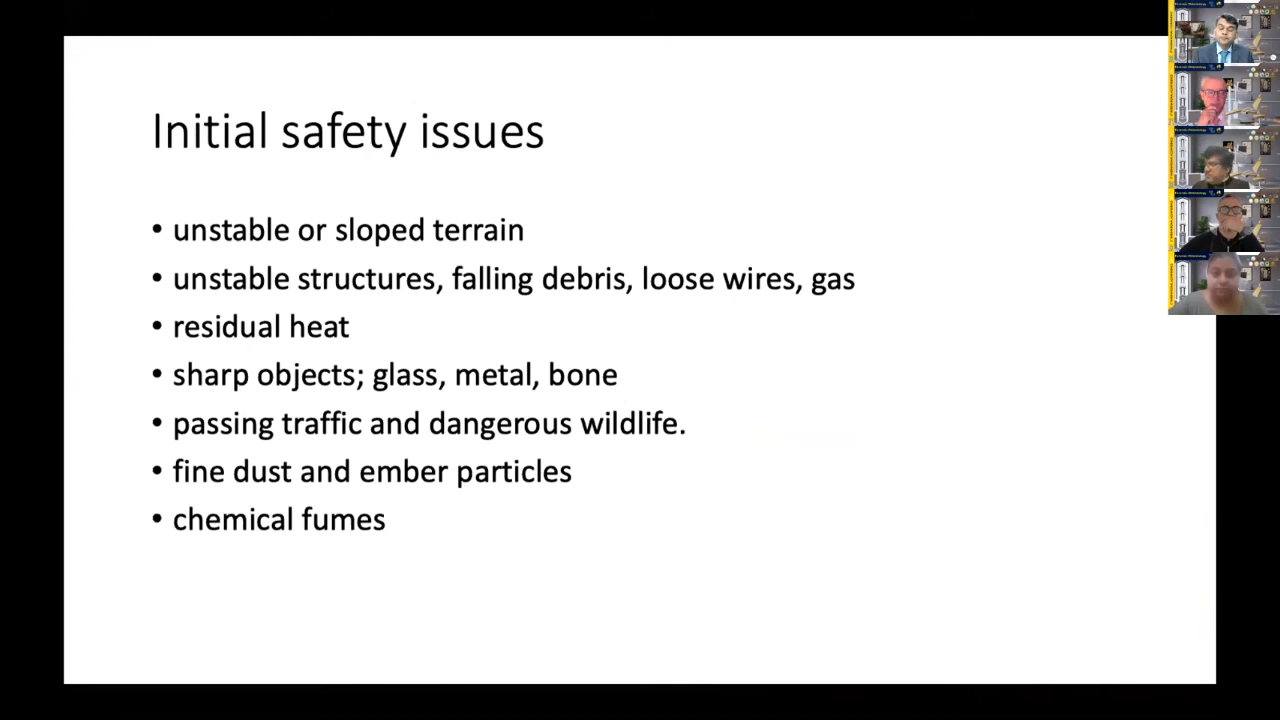 Initial safety issues
• unstable or sloped terrain
• unstable structures, falling debris, loose wires, gas
• residual heat
• sharp objects; glass, metal, bone
• passing traffic and dangerous wildlife.
• fine dust and ember particles
• chemical fumes